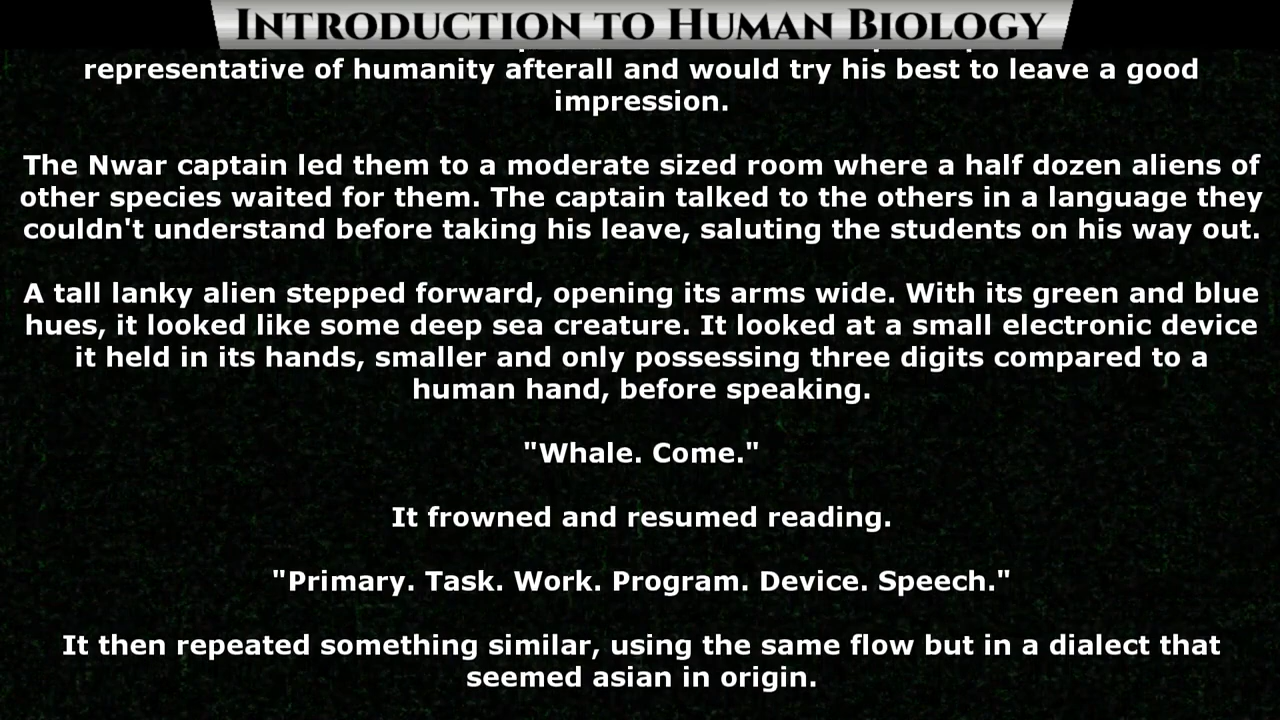 Introduction to Human Biology
representative of humanity afterall and would try his best to leave a good
impression.
The Nwar captain led them to a moderate sized room where a half dozen aliens of
other species waited for them. The captain talked to the others in a language they
couldn't understand before taking his leave, saluting the students on his way out.
A tall lanky alien stepped forward, opening its arms wide. With its green and blue
hues, it looked like some deep sea creature. It looked at a small electronic device
it held in its hands, smaller and only possessing three digits compared to a
human hand, before speaking.
"Whale. Come."
It frowned and resumed reading.
"Primary. Task. Work. Program. Device. Speech."
It then repeated something similar, using the same flow but in a dialect that
seemed asian in origin.